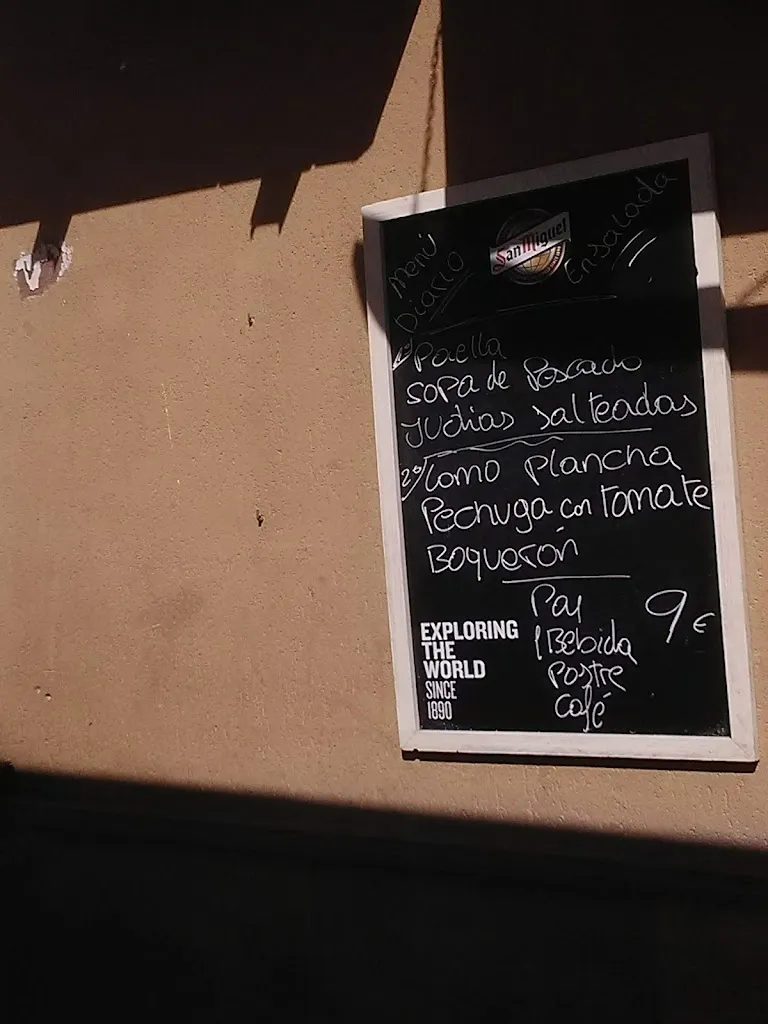 Menú
Diario
San Miguel
Ensalada
1º Paella
Sopa de Pescado
Judias salteadas
2º/Lomo plancha
Pechuga con tomate
Boquerón
Pan
1 Bebida
Postre
Café
9€
EXPLORING
THE
WORLD
SINCE
1890